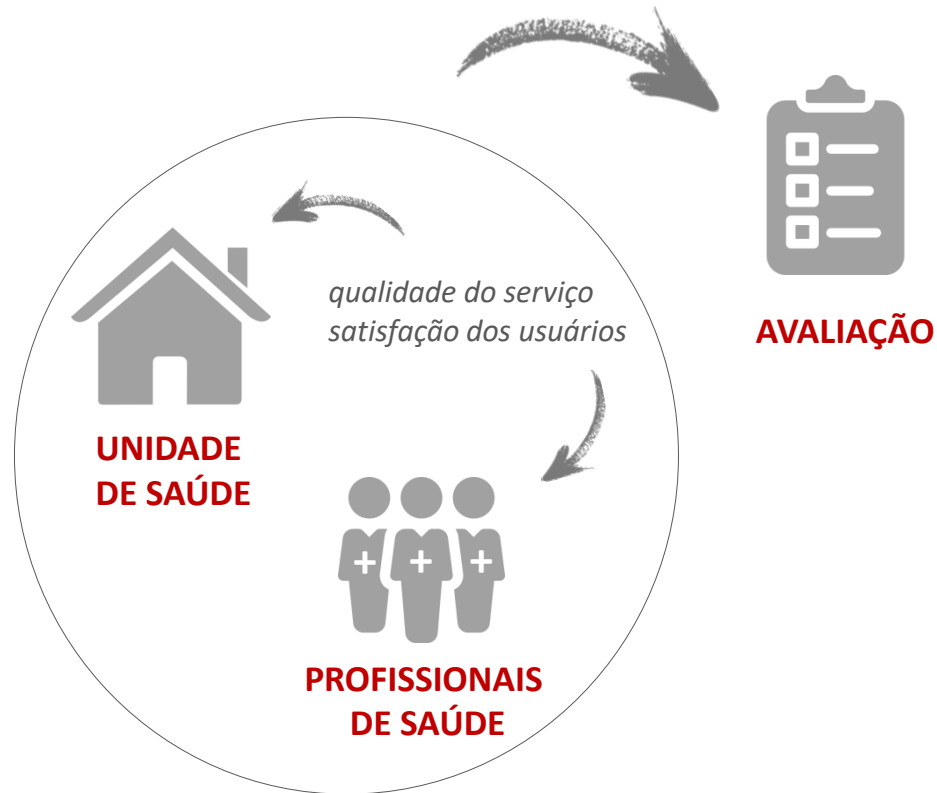 qualidade do serviço
satisfação dos usuários
AVALIAÇÃO
UNIDADE
DE SAÚDE
PROFISSIONAIS
DE SAÚDE